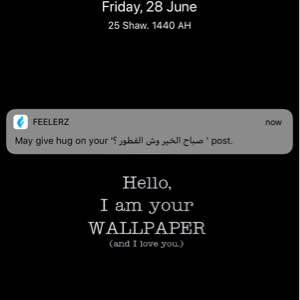 Friday, 28 June
25 Shaw. 1440 AH
FEELERZ
now
May give hug on your '؟ صباح الخير وش الفطور ' post.
Hello,
I am your
WALLPAPER
(and I love you.)